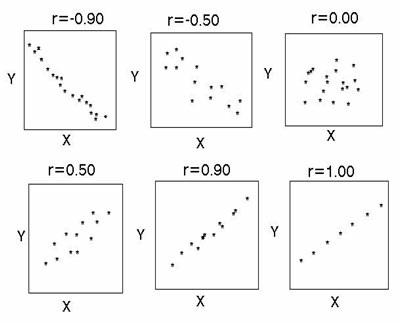 r=-0.90 r=-0.50 r=0.00
Y Y Y
X X X
r=0.50 r=0.90 r=1.00
Y Y Y
X X X